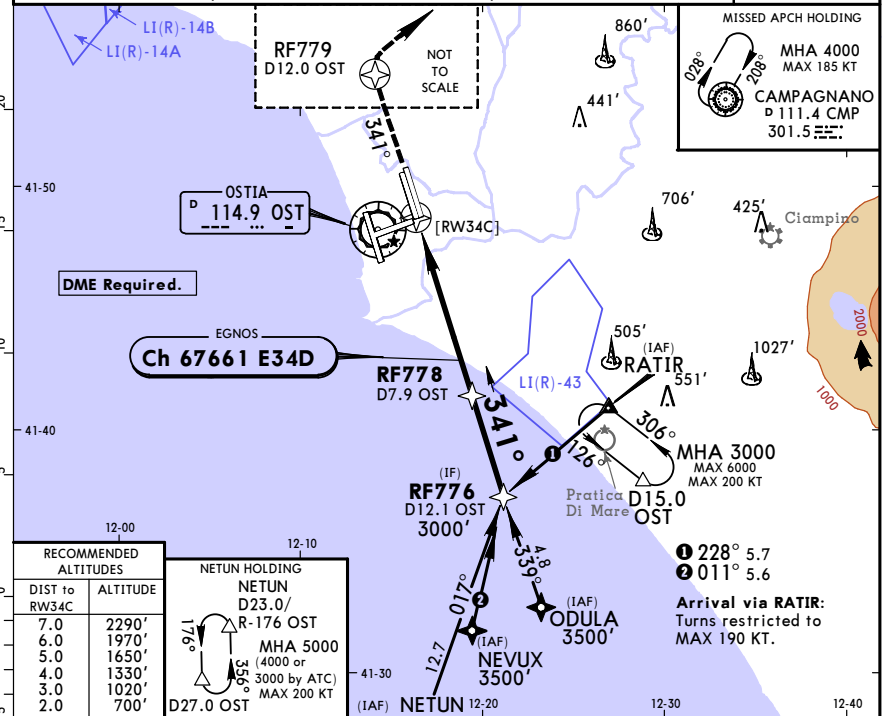 LI(R)-14B
LI(R)-14A
RF779
D12.0 OST
NOT
TO
SCALE
860'
441'
MISSED APCH HOLDING
MHA 4000
MAX 185 KT
028°
208°
CAMPAGNANO
D 111.4 CMP
301.5
341°
41-50
OSTIA
D 114.9 OST
[RW34C]
706'
425'
Ciampino
DME Required.
EGNOS
Ch 67661 E34D
RF778
D7.9 OST
LI(R)-43
505'
(IAF)
RATIR
551'
1027'
2000
1000
341°
41-40
306°
126°
MHA 3000
MAX 6000
MAX 200 KT
1
(IF)
RF776
D12.1 OST
3000'
Pratica
Di Mare
D15.0
OST
12-00
12-10
1 228° 5.7
2 011° 5.6
Arrival via RATIR:
Turns restricted to
MAX 190 KT.
4.8
339°
017°
2
(IAF)
ODULA
3500'
(IAF)
NEVUX
3500'
12.7
(IAF) NETUN
RECOMMENDED
ALTITUDES
DIST to RW34C ALTITUDE
7.0 2290'
6.0 1970'
5.0 1650'
4.0 1330'
3.0 1020'
2.0 700'
NETUN HOLDING
NETUN
D23.0/
R-176 OST
176°
356°
MHA 5000
(4000 or
3000 by ATC)
MAX 200 KT
D27.0 OST
41-30
12-20
12-30
12-40